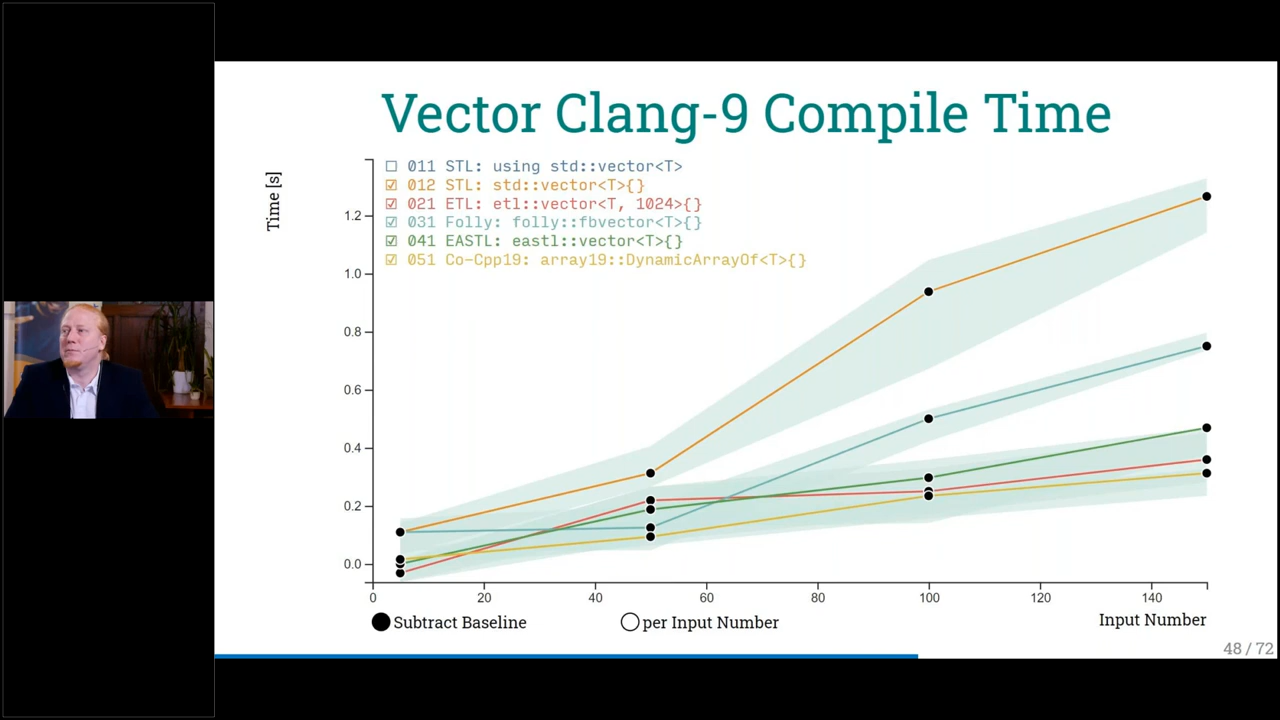 Vector Clang-9 Compile Time
Time [s]
☐ 011 STL: using std::vector<T>
☑ 012 STL: std::vector<T>{}
☑ 021 ETL: etl::vector<T, 1024>{}
☑ 031 Folly: folly::fbvector<T>{}
☑ 041 EASTL: eastl::vector<T>{}
☑ 051 Co-Cpp19: array19::DynamicArrayOf<T>{}
1.2
1.0
0.8
0.6
0.4
0.2
0.0
0 20 40 60 80 100 120 140
Subtract Baseline per Input Number Input Number
48 / 72